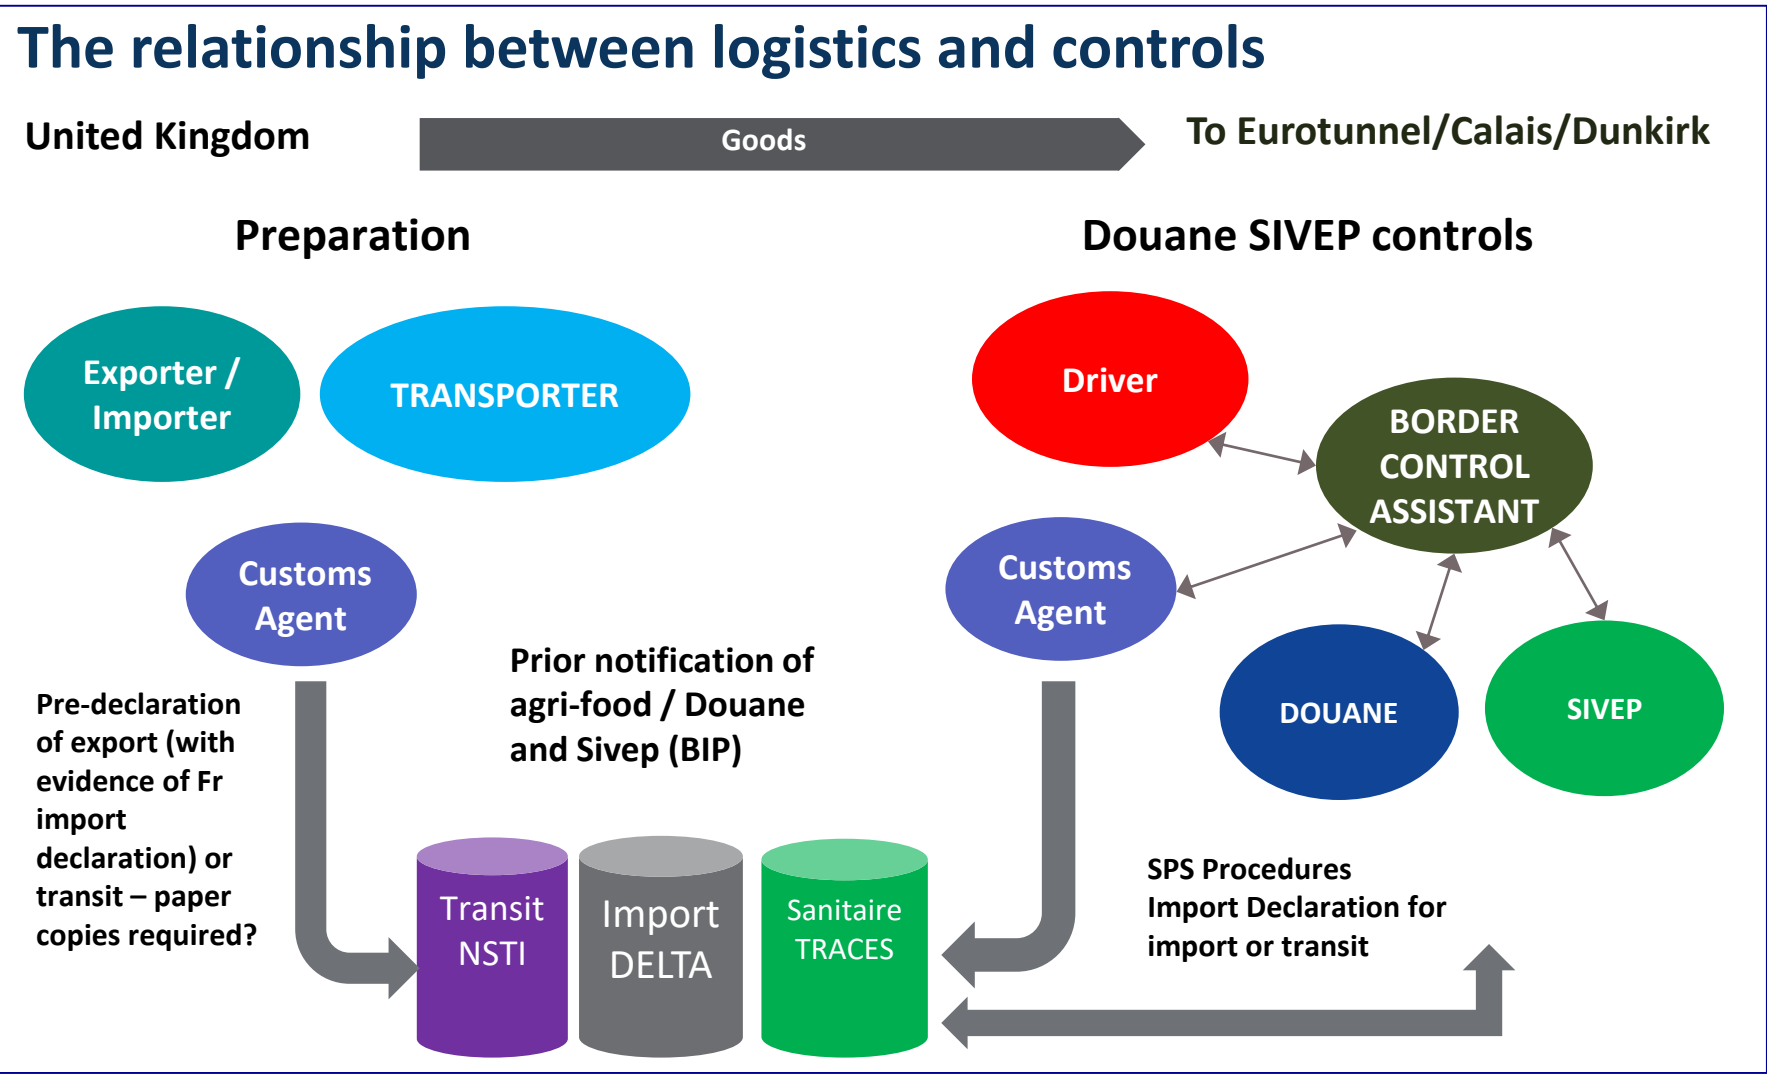 The relationship between logistics and controls
United Kingdom
Goods
To Eurotunnel/Calais/Dunkirk
Preparation
Douane SIVEP controls
Exporter /
Importer
TRANSPORTER
Driver
BORDER
CONTROL
ASSISTANT
Customs
Agent
Customs
Agent
DOUANE
SIVEP
Prior notification of
agri-food / Douane
and Sivep (BIP)
Pre-declaration
of export (with
evidence of Fr
import
declaration) or
transit – paper
copies required?
Transit
NSTI
Import
DELTA
Sanitaire
TRACES
SPS Procedures
Import Declaration for
import or transit